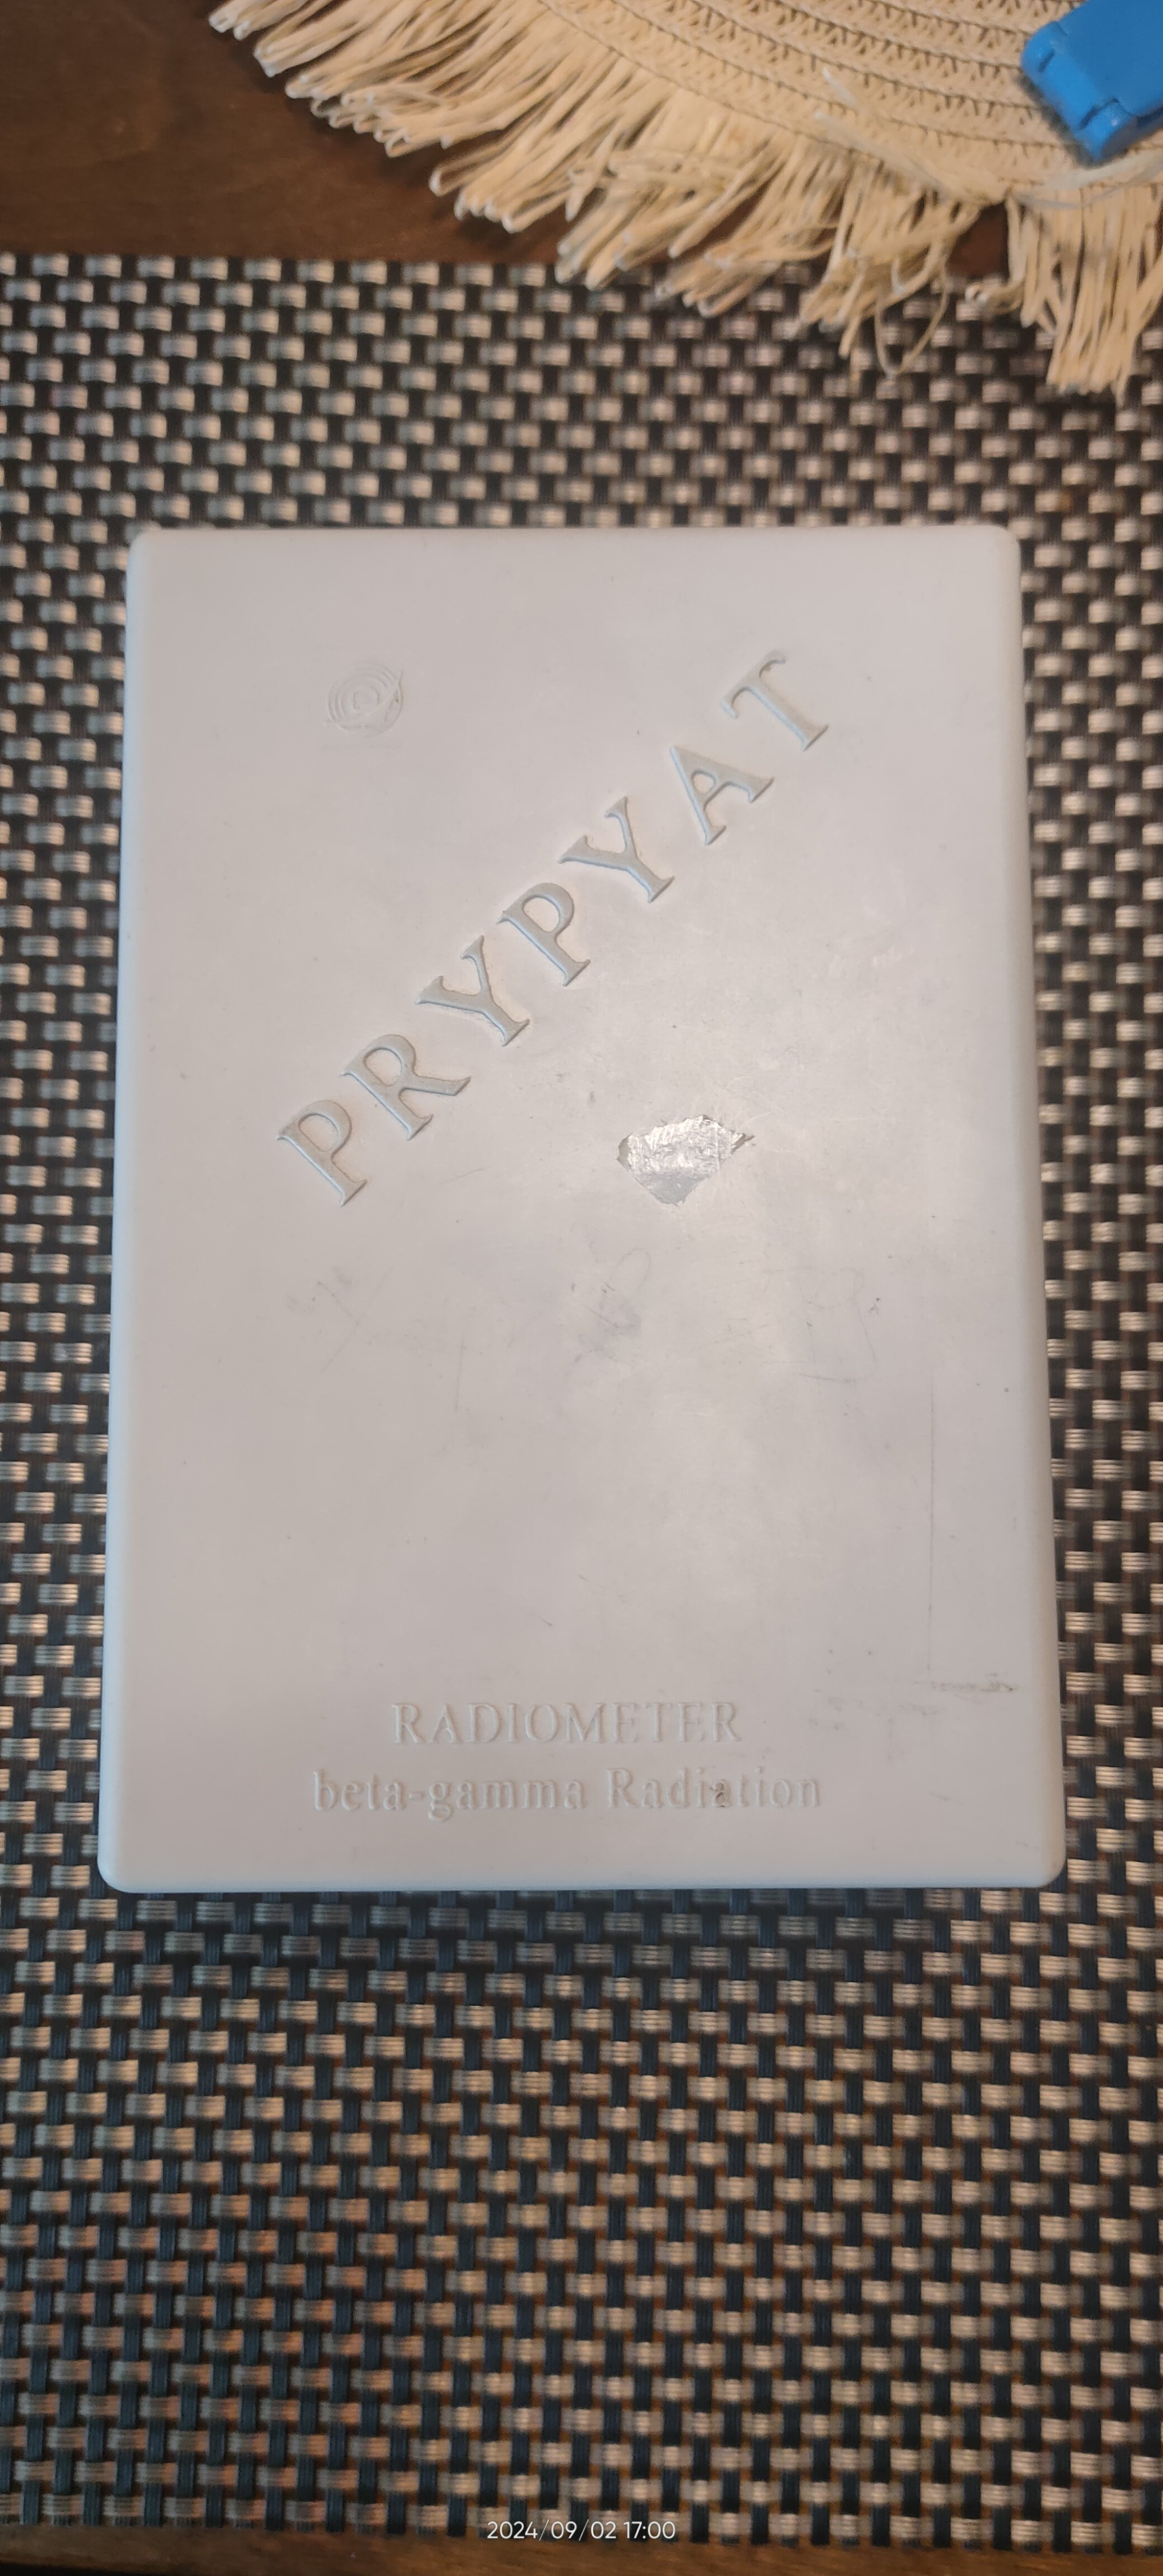 PRYPYAT
RADIOMETER
beta-gamma Radiation
2024/09/02 17:00